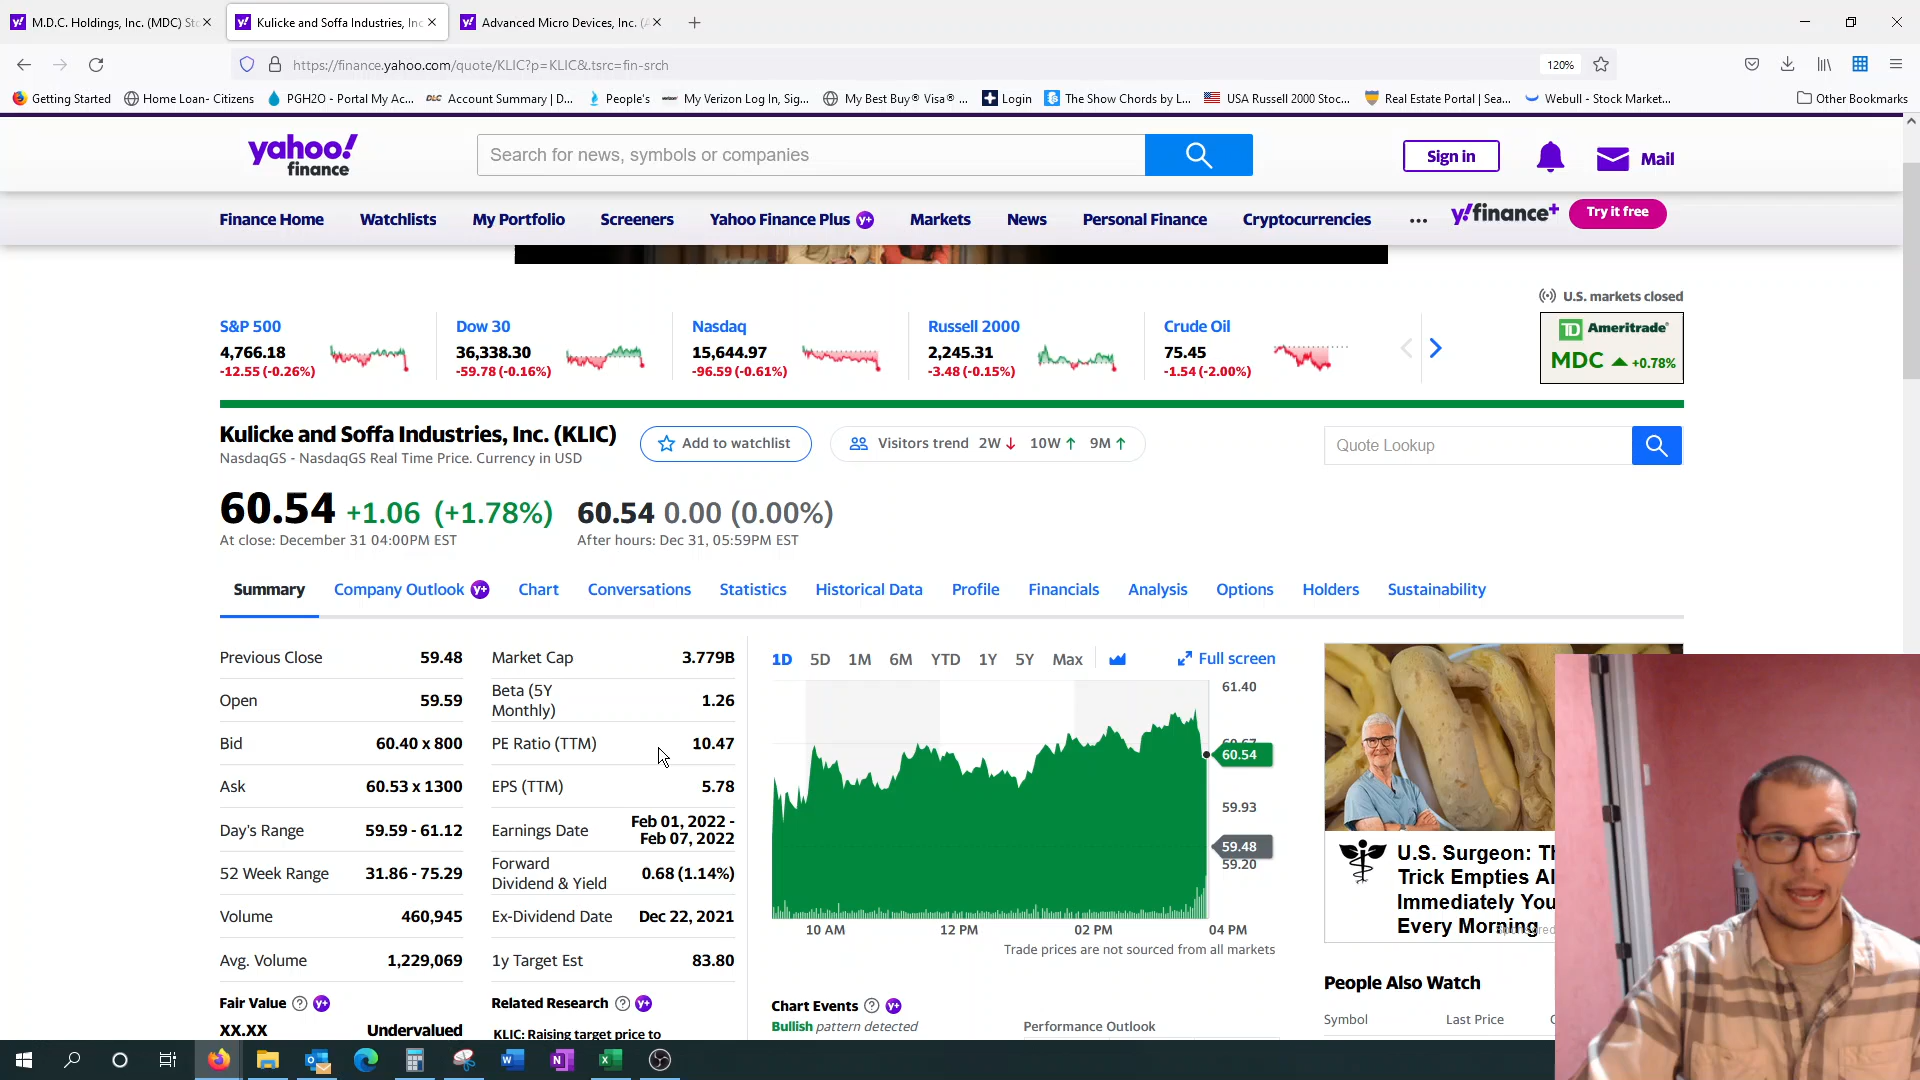 M.D.C. Holdings, Inc. (MDC) St
Kulicke and Soffa Industries, Inc
Advanced Micro Devices, Inc. (A
https://finance.yahoo.com/quote/KLIC?p=KLIC&.tsrc=fin-srch
120%
Getting Started
Home Loan- Citizens
PGH2O - Portal My Ac...
DLC Account Summary | D...
People's
My Verizon Log In, Sig...
My Best Buy® Visa® ...
Login
The Show Chords by L...
USA Russell 2000 Stoc...
Real Estate Portal | Sea...
Webull - Stock Market...
Other Bookmarks
yahoo! finance
Search for news, symbols or companies
Sign in
Mail
Finance Home
Watchlists
My Portfolio
Screeners
Yahoo Finance Plus y+
Markets
News
Personal Finance
Cryptocurrencies
...
y!finance+
Try it free
U.S. markets closed
S&P 500
4,766.18
-12.55 (-0.26%)
Dow 30
36,338.30
-59.78 (-0.16%)
Nasdaq
15,644.97
-96.59 (-0.61%)
Russell 2000
2,245.31
-3.48 (-0.15%)
Crude Oil
75.45
-1.54 (-2.00%)
TD Ameritrade®
MDC +0.78%
Kulicke and Soffa Industries, Inc. (KLIC)
NasdaqGS - NasdaqGS Real Time Price. Currency in USD
Add to watchlist
Visitors trend 2W ↓ 10W ↑ 9M ↑
Quote Lookup
60.54 +1.06 (+1.78%)
At close: December 31 04:00PM EST
60.54 0.00 (0.00%)
After hours: Dec 31, 05:59PM EST
Summary
Company Outlook y+
Chart
Conversations
Statistics
Historical Data
Profile
Financials
Analysis
Options
Holders
Sustainability
Previous Close 59.48
Open 59.59
Bid 60.40 x 800
Ask 60.53 x 1300
Day's Range 59.59 - 61.12
52 Week Range 31.86 - 75.29
Volume 460,945
Avg. Volume 1,229,069
Fair Value y+
XX.XX Undervalued
Market Cap 3.779B
Beta (5Y Monthly) 1.26
PE Ratio (TTM) 10.47
EPS (TTM) 5.78
Earnings Date Feb 01, 2022 - Feb 07, 2022
Forward Dividend & Yield 0.68 (1.14%)
Ex-Dividend Date Dec 22, 2021
1y Target Est 83.80
Related Research y+
KLIC: Raising target price to
1D 5D 1M 6M YTD 1Y 5Y Max
Full screen
61.40
60.54
59.93
59.48
59.20
10 AM
12 PM
02 PM
04 PM
Trade prices are not sourced from all markets
Chart Events y+
Bullish pattern detected
Performance Outlook
U.S. Surgeon: Th
Trick Empties Al
Immediately You
Every Morning
People Also Watch
Symbol
Last Price